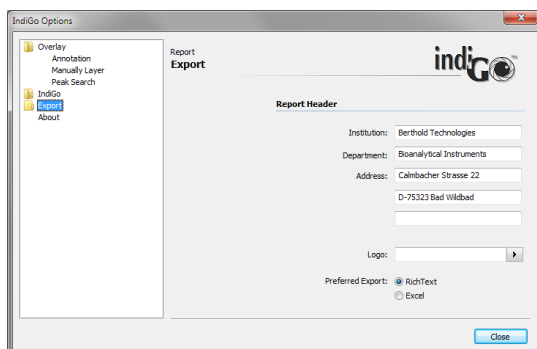 IndiGo Options
Overlay
Annotation
Manually Layer
Peak Search
IndiGo
Export
About
Report
Export
indiGo™
Report Header
Institution: Berthold Technologies
Department: Bioanalytical Instruments
Address: Calmbacher Strasse 22
D-75323 Bad Wildbad
Logo:
Preferred Export: RichText
Excel
Close